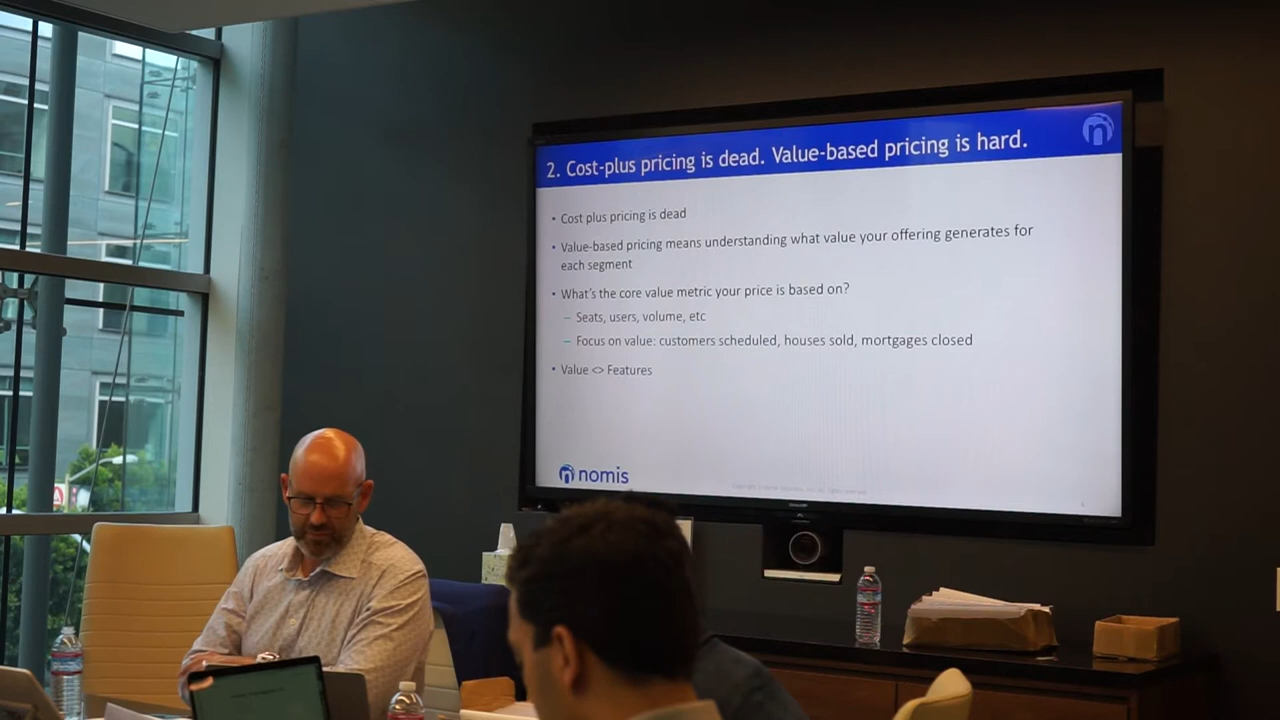 2. Cost-plus pricing is dead. Value-based pricing is hard.
• Cost plus pricing is dead
• Value-based pricing means understanding what value your offering generates for
each segment
• What's the core value metric your price is based on?
– Seats, users, volume, etc
– Focus on value: customers scheduled, houses sold, mortgages closed
• Value <> Features
nomis